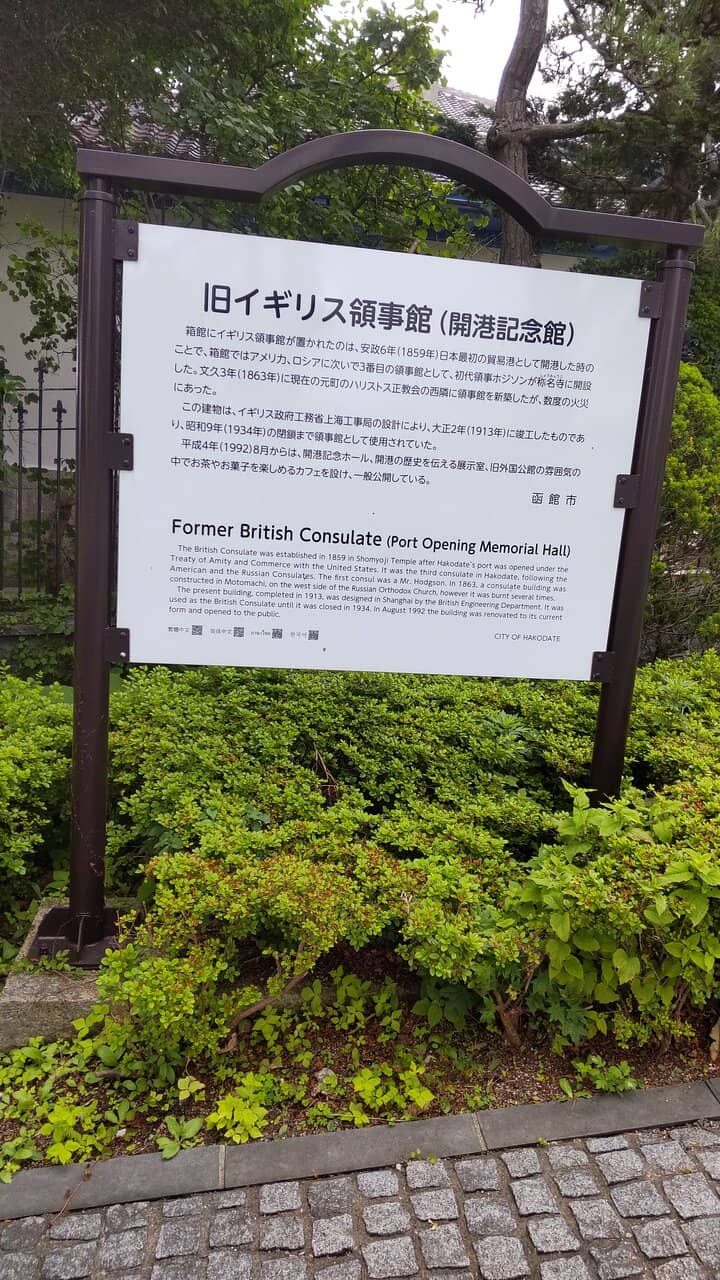 旧イギリス領事館(開港記念館)
箱館にイギリス領事館が置かれたのは、安政6年(1859年)日本最初の貿易港として開港した時の
ことで、箱館ではアメリカ、ロシアに次いで3番目の領事館として、初代領事ホジソンが称名寺に開設
した。文久3年(1863年)に現在の元町のハリストス正教会の西隣に領事館を新築したが、数度の火災
にあった。
この建物は、イギリス政府工務省上海工事局の設計により、大正2年(1913年)に竣工したものであ
り、昭和9年(1934年)の閉鎖まで領事館として使用されていた。
平成4年(1992)8月からは、開港記念ホール、開港の歴史を伝える展示室、旧外国公館の雰囲気の
中でお茶やお菓子を楽しめるカフェを設け、一般公開している。
函館市
Former British Consulate (Port Opening Memorial Hall)
The British Consulate was established in 1859 in Shomyoji Temple after Hakodate's port was opened under the
Treaty of Amity and Commerce with the United States. It was the third consulate in Hakodate, following the
American and the Russian Consulates. The first consul was a Mr. Hodgson. In 1863, a consulate building was
constructed in Motomachi, on the west side of the Russian Orthodox Church, however it was burnt several times.
The present building, completed in 1913, was designed in Shanghai by the British Engineering Department. It was
used as the British Consulate until it was closed in 1934. In August 1992 the building was renovated to its current
form and opened to the public.
繁體中文 简体中文 한국어
CITY OF HAKODATE